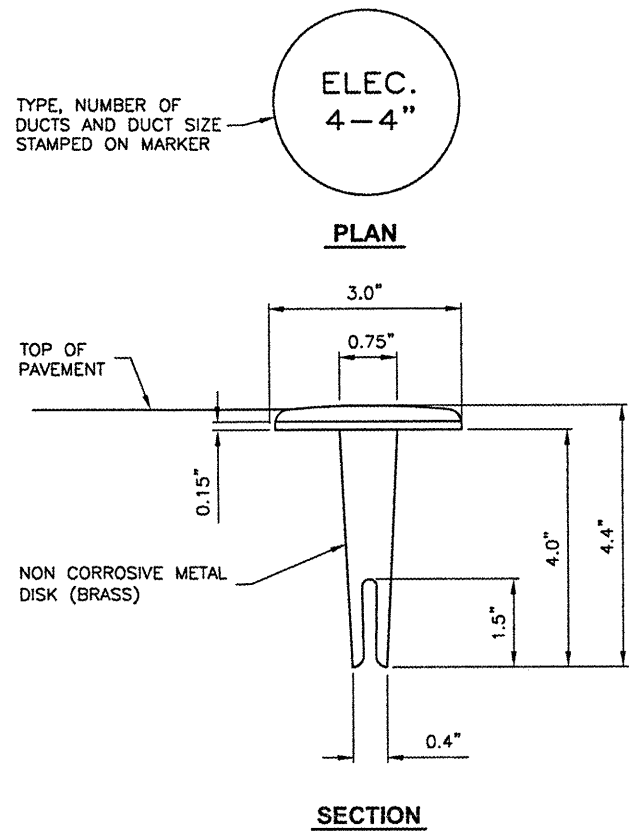 ELEC.
4-4"
TYPE, NUMBER OF
DUCTS AND DUCT SIZE
STAMPED ON MARKER
PLAN
3.0"
0.75"
TOP OF
PAVEMENT
0.15"
4.0"
4.4"
NON CORROSIVE METAL
DISK (BRASS)
1.5"
0.4"
SECTION